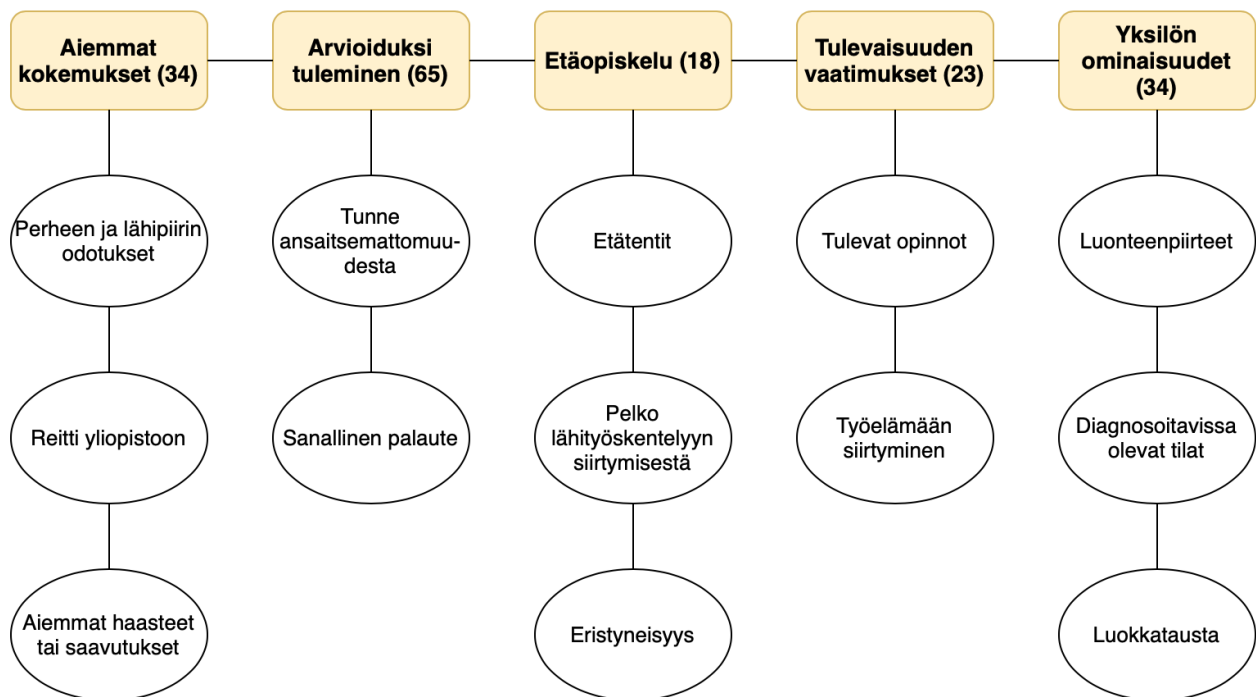 Aiemmat
kokemukset (34)
Arvioiduksi
tuleminen (65)
Etäopiskelu (18)
Tulevaisuuden
vaatimukset (23)
Yksilön
ominaisuudet
(34)
Perheen ja lähipiirin
odotukset
Tunne
ansaitsemattomuu-
desta
Etätentit
Tulevat opinnot
Luonteenpiirteet
Reitti yliopistoon
Sanallinen palaute
Pelko
lähityöskentelyyn
siirtymisestä
Työelämään
siirtyminen
Diagnosoitavissa
olevat tilat
Aiemmat haasteet
tai saavutukset
Eristyneisyys
Luokkatausta